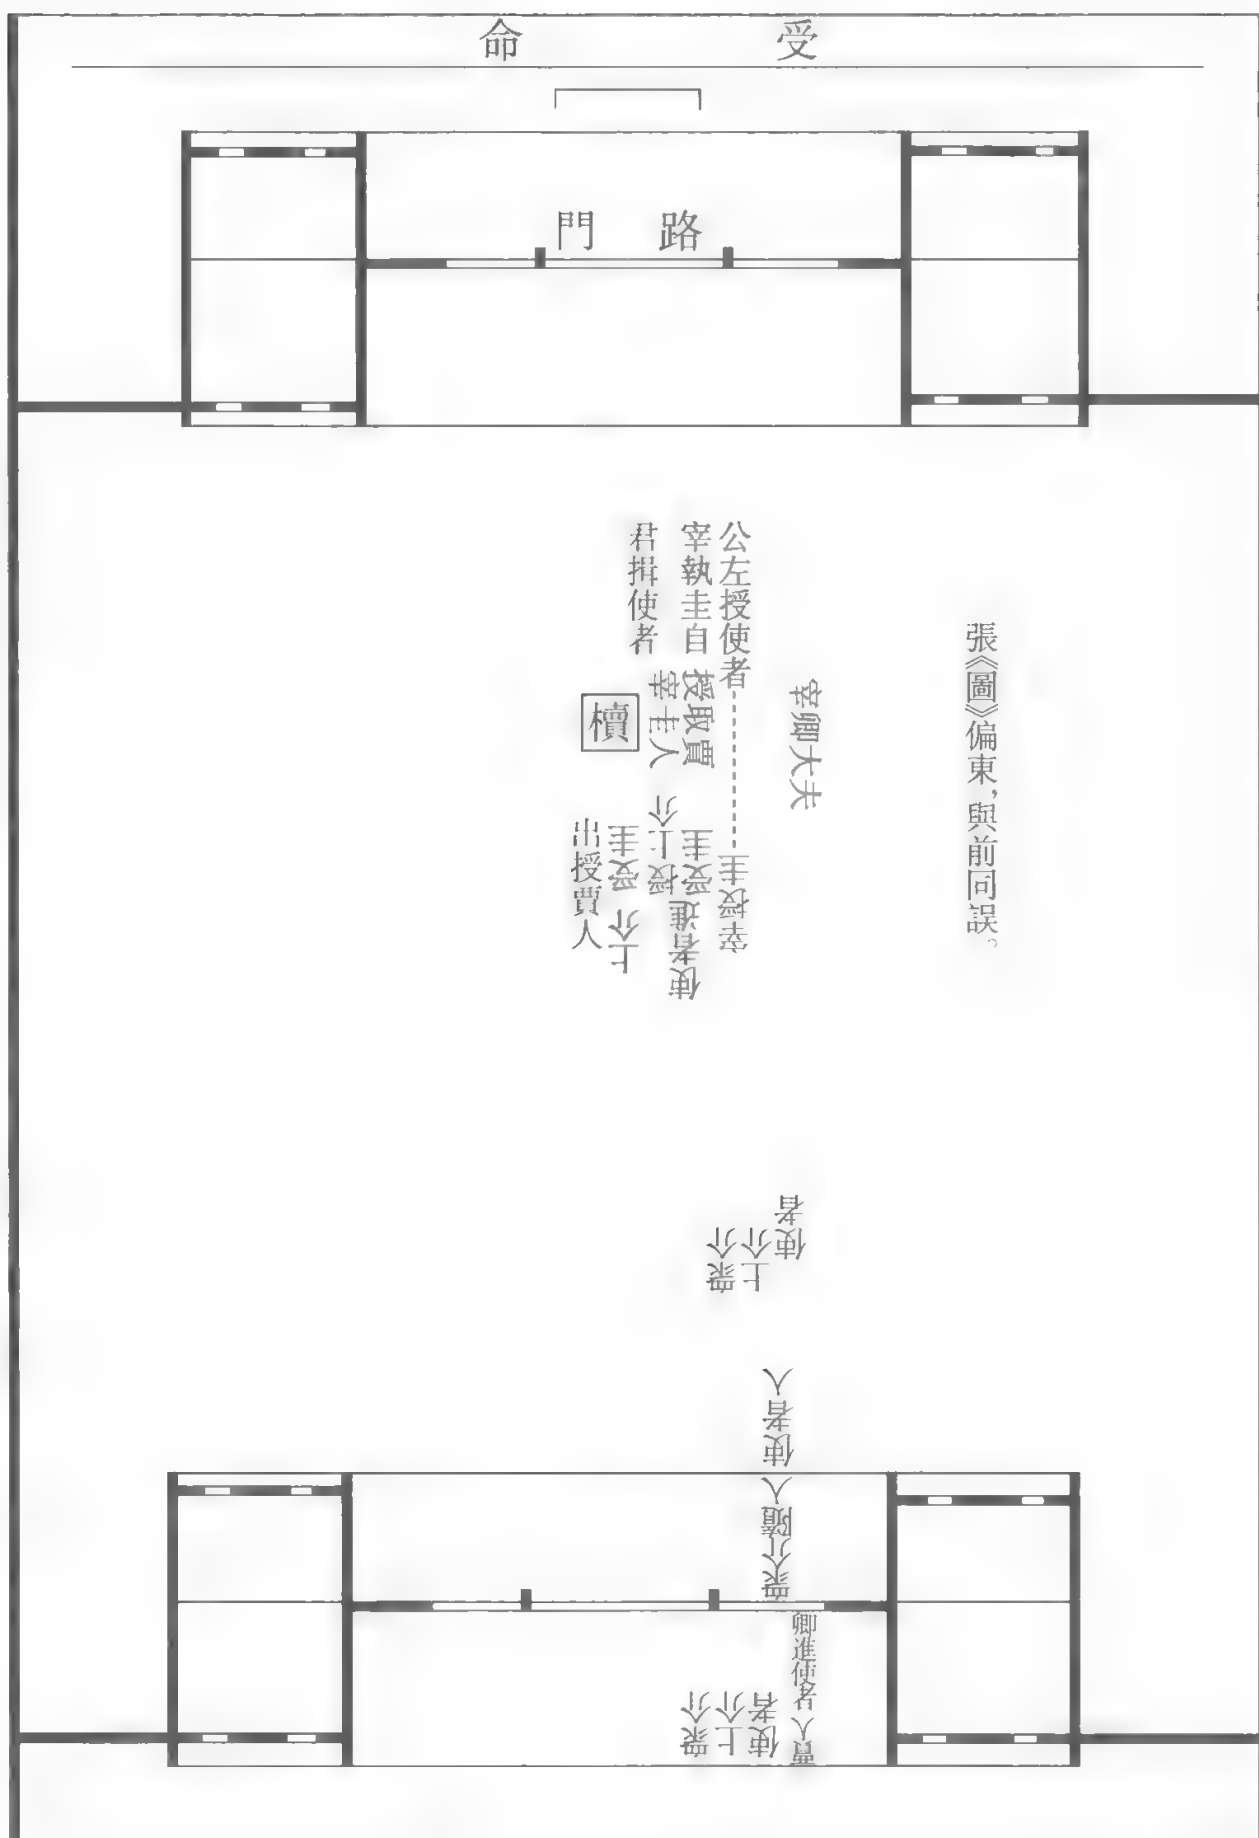 受命
路門
張《圖》偏東，與前同誤。
宰卿大夫
公左授使者
宰執圭自
君揖使者
賈人取圭授宰
櫝
宰授圭
使者進受圭
授上介
上介受圭
出授賈人
使者
上介
衆介
使者入
衆介隨入
卿進使者
賈人
使者
上介
衆介